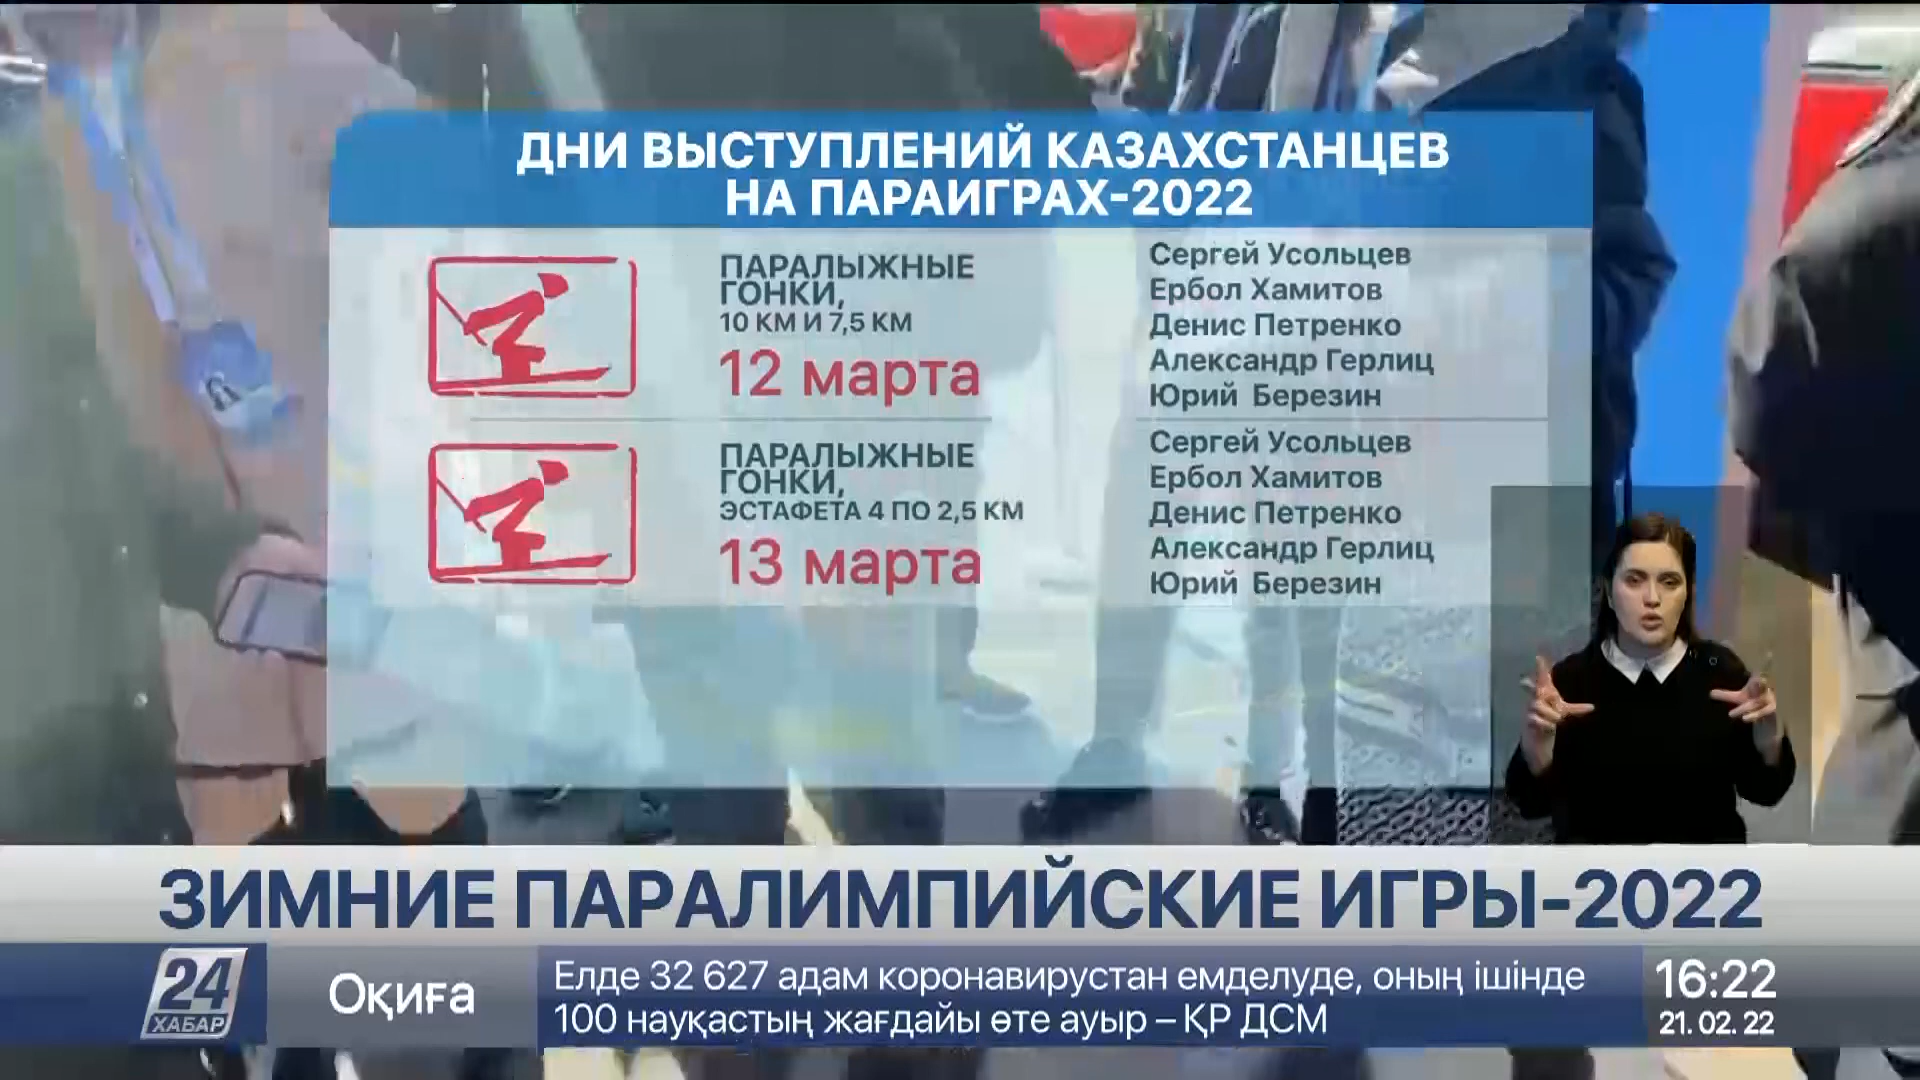 ДНИ ВЫСТУПЛЕНИЙ КАЗАХСТАНЦЕВ
НА ПАРАИГРАХ-2022
ПАРАЛЫЖНЫЕ
ГОНКИ,
10 КМ И 7,5 КМ
12 марта
Сергей Усольцев
Ербол Хамитов
Денис Петренко
Александр Герлиц
Юрий Березин
ПАРАЛЫЖНЫЕ
ГОНКИ,
ЭСТАФЕТА 4 ПО 2,5 КМ
13 марта
Сергей Усольцев
Ербол Хамитов
Денис Петренко
Александр Герлиц
Юрий Березин
ЗИМНИЕ ПАРАЛИМПИЙСКИЕ ИГРЫ-2022
24
ХАБАР
Оқиға
Елде 32 627 адам коронавирустан емделуде, оның ішінде
100 науқастың жағдайы өте ауыр – ҚР ДСМ
16:22
21. 02. 22